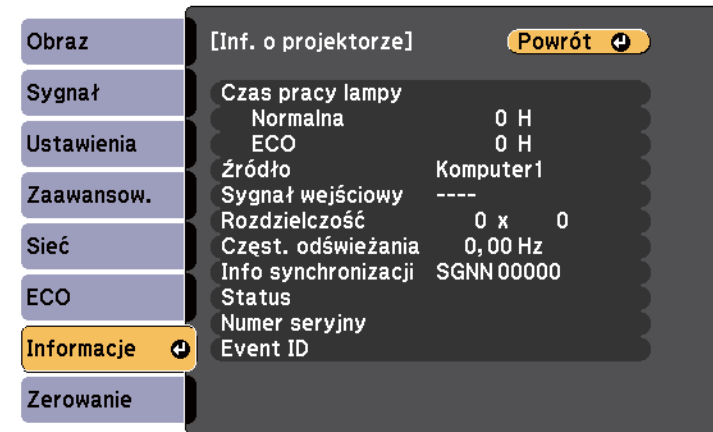 Obraz
Sygnał
Ustawienia
Zaawansow.
Sieć
ECO
Informacje
Zerowanie
[Inf. o projektorze] Powrót
Czas pracy lampy
Normalna 0 H
ECO 0 H
Źródło Komputer1
Sygnał wejściowy ----
Rozdzielczość 0 x 0
Częst. odświeżania 0,00 Hz
Info synchronizacji SGNN 00000
Status
Numer seryjny
Event ID